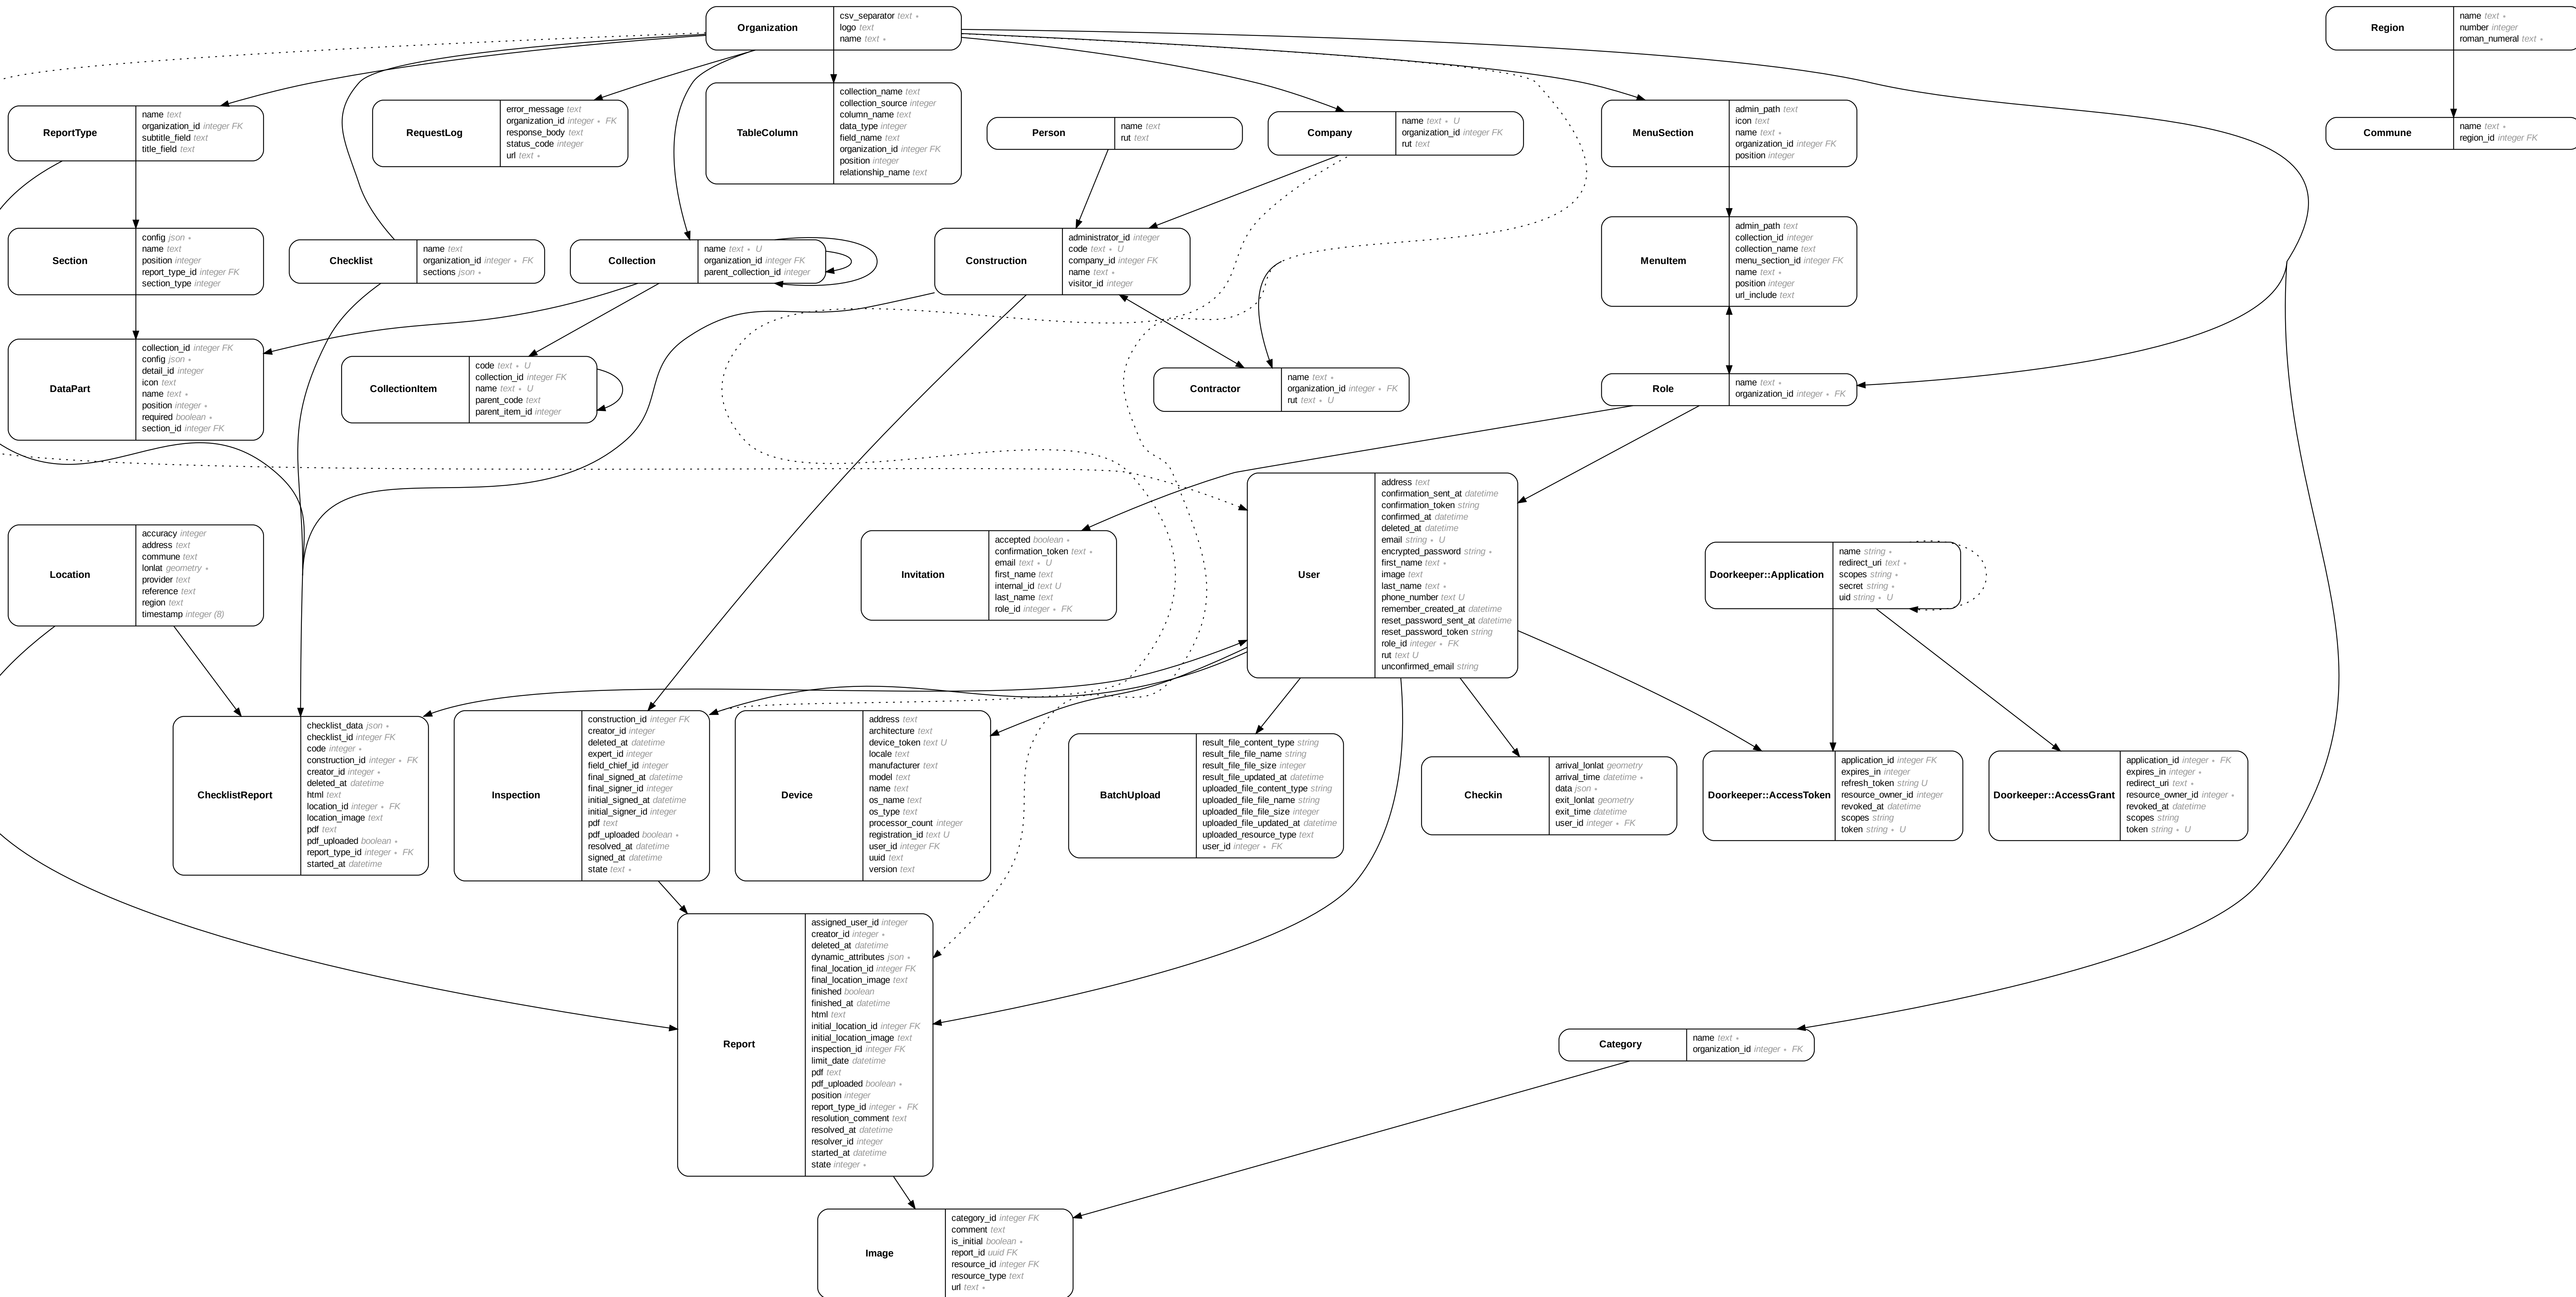 Organization
csv_separator text ∗
logo text
name text ∗
Region
name text ∗
number integer
roman_numeral text ∗
ReportType
name text
organization_id integer FK
subtitle_field text
title_field text
RequestLog
error_message text
organization_id integer ∗ FK
response_body text
status_code integer
url text ∗
TableColumn
collection_name text
collection_source integer
column_name text
data_type integer
field_name text
organization_id integer FK
position integer
relationship_name text
Person
name text
rut text
Company
name text ∗ U
organization_id integer FK
rut text
MenuSection
admin_path text
icon text
name text ∗
organization_id integer FK
position integer
Commune
name text ∗
region_id integer FK
Section
config json ∗
name text
position integer
report_type_id integer FK
section_type integer
Checklist
name text
organization_id integer ∗ FK
sections json ∗
Collection
name text ∗ U
organization_id integer FK
parent_collection_id integer
Construction
administrator_id integer
code text ∗ U
company_id integer FK
name text ∗
visitor_id integer
MenuItem
admin_path text
collection_id integer
collection_name text
menu_section_id integer FK
name text ∗
position integer
url_include text
DataPart
collection_id integer FK
config json ∗
detail_id integer
icon text
name text ∗
position integer ∗
required boolean ∗
section_id integer FK
CollectionItem
code text ∗ U
collection_id integer FK
name text ∗ U
parent_code text
parent_item_id integer
Contractor
name text ∗
organization_id integer ∗ FK
rut text ∗ U
Role
name text ∗
organization_id integer ∗ FK
Location
accuracy integer
address text
commune text
lonlat geometry ∗
provider text
reference text
region text
timestamp integer (8)
Invitation
accepted boolean ∗
confirmation_token text ∗
email text ∗ U
first_name text
internal_id text U
last_name text
role_id integer ∗ FK
User
address text
confirmation_sent_at datetime
confirmation_token string
confirmed_at datetime
deleted_at datetime
email string ∗ U
encrypted_password string ∗
first_name text ∗
image text
last_name text ∗
phone_number text U
remember_created_at datetime
reset_password_sent_at datetime
reset_password_token string
role_id integer ∗ FK
rut text U
unconfirmed_email string
Doorkeeper::Application
name string ∗
redirect_uri text ∗
scopes string ∗
secret string ∗
uid string ∗ U
ChecklistReport
checklist_data json ∗
checklist_id integer FK
code integer ∗
construction_id integer ∗ FK
creator_id integer ∗
deleted_at datetime
html text
location_id integer ∗ FK
location_image text
pdf text
pdf_uploaded boolean ∗
report_type_id integer ∗ FK
started_at datetime
Inspection
construction_id integer FK
creator_id integer
deleted_at datetime
expert_id integer
field_chief_id integer
final_signed_at datetime
final_signer_id integer
initial_signed_at datetime
initial_signer_id integer
pdf text
pdf_uploaded boolean ∗
resolved_at datetime
signed_at datetime
state text ∗
Device
address text
architecture text
device_token text U
locale text
manufacturer text
model text
name text
os_name text
os_type text
processor_count integer
registration_id text U
user_id integer FK
uuid text
version text
BatchUpload
result_file_content_type string
result_file_file_name string
result_file_file_size integer
result_file_updated_at datetime
uploaded_file_content_type string
uploaded_file_file_name string
uploaded_file_file_size integer
uploaded_file_updated_at datetime
uploaded_resource_type text
user_id integer ∗ FK
Checkin
arrival_lonlat geometry
arrival_time datetime ∗
data json ∗
exit_lonlat geometry
exit_time datetime
user_id integer ∗ FK
Doorkeeper::AccessToken
application_id integer FK
expires_in integer
refresh_token string U
resource_owner_id integer
revoked_at datetime
scopes string
token string ∗ U
Doorkeeper::AccessGrant
application_id integer ∗ FK
expires_in integer ∗
redirect_uri text ∗
resource_owner_id integer ∗
revoked_at datetime
scopes string
token string ∗ U
Report
assigned_user_id integer
creator_id integer ∗
deleted_at datetime
dynamic_attributes json ∗
final_location_id integer FK
final_location_image text
finished boolean
finished_at datetime
html text
initial_location_id integer FK
initial_location_image text
inspection_id integer FK
limit_date datetime
pdf text
pdf_uploaded boolean ∗
position integer
report_type_id integer ∗ FK
resolution_comment text
resolved_at datetime
resolver_id integer
started_at datetime
state integer ∗
Category
name text ∗
organization_id integer ∗ FK
Image
category_id integer FK
comment text
is_initial boolean ∗
report_id uuid FK
resource_id integer FK
resource_type text
url text ∗